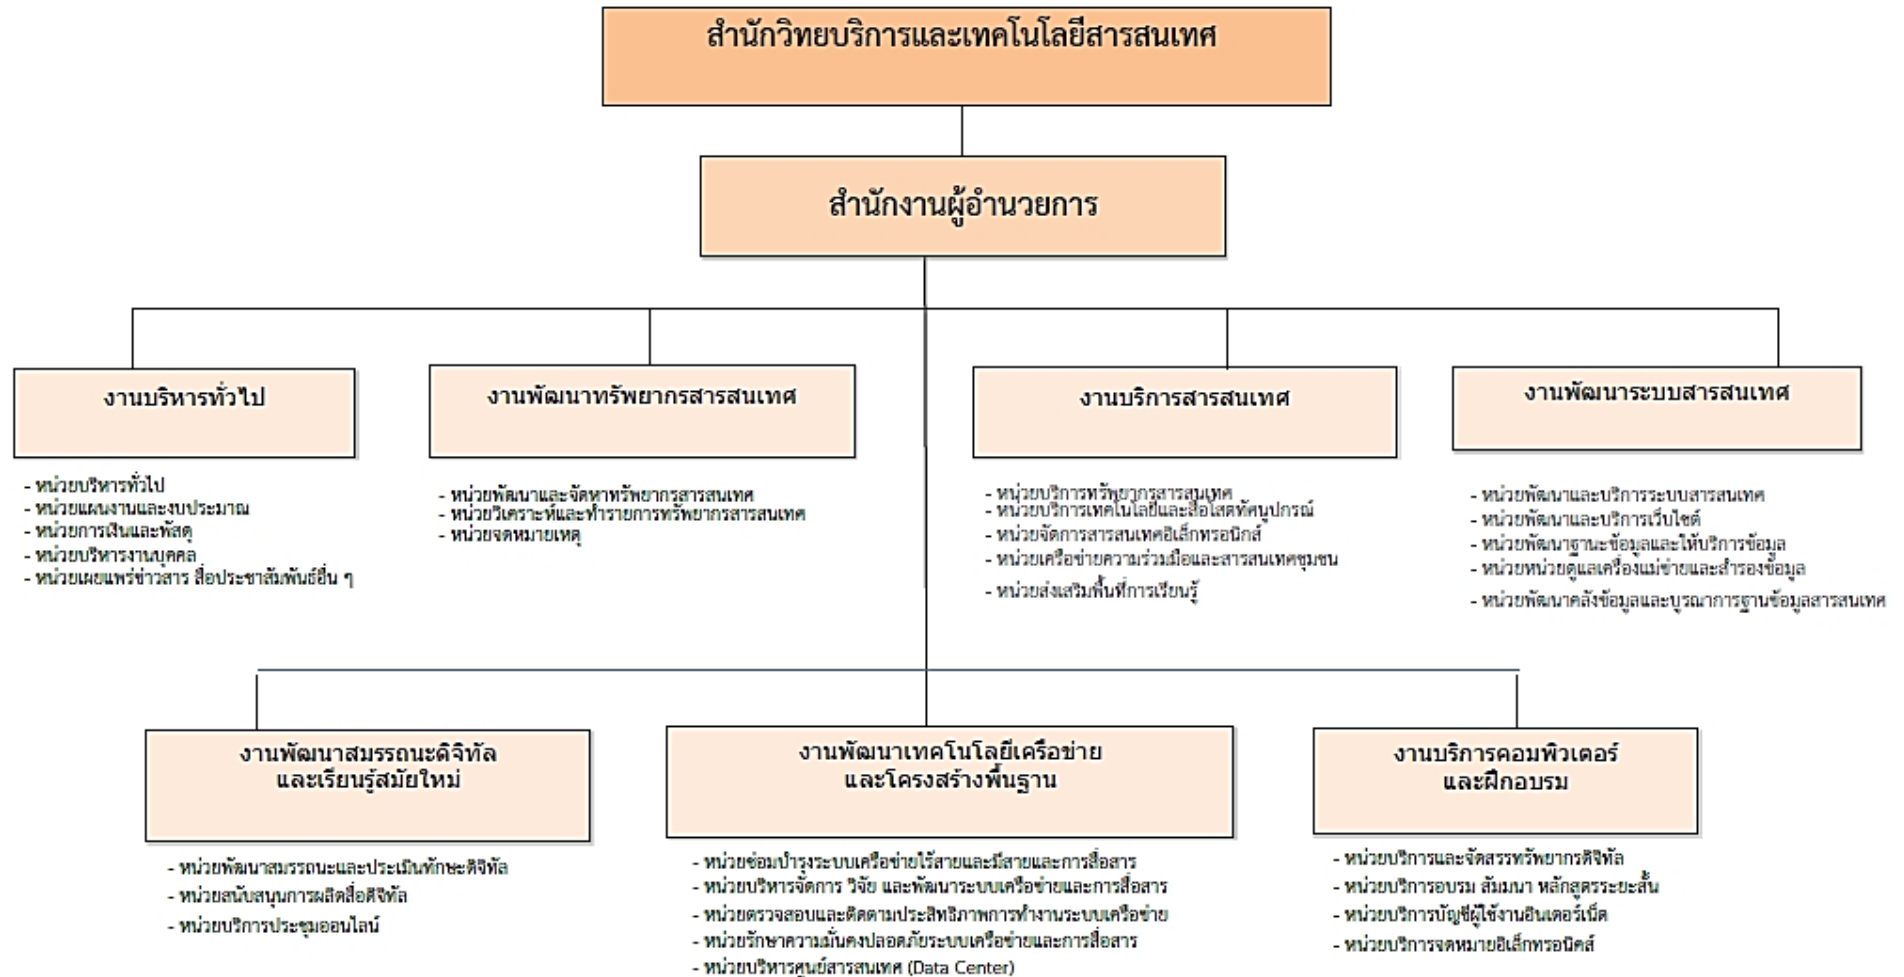 สำนักวิทยบริการและเทคโนโลยีสารสนเทศ
สำนักงานผู้อำนวยการ
งานบริหารทั่วไป
- หน่วยบริหารทั่วไป
- หน่วยแผนงานและงบประมาณ
- หน่วยการเงินและพัสดุ
- หน่วยบริหารงานบุคคล
- หน่วยเผยแพร่ข่าวสาร สื่อประชาสัมพันธ์อื่น ๆ
งานพัฒนาทรัพยากรสารสนเทศ
- หน่วยพัฒนาและจัดหาทรัพยากรสารสนเทศ
- หน่วยวิเคราะห์และทำรายการทรัพยากรสารสนเทศ
- หน่วยจดหมายเหตุ
งานบริการสารสนเทศ
- หน่วยบริการทรัพยากรสารสนเทศ
- หน่วยบริการเทคโนโลยีและสื่อโสตทัศนูปกรณ์
- หน่วยจัดการสารสนเทศอิเล็กทรอนิกส์
- หน่วยเครือข่ายความร่วมมือและสารสนเทศชุมชน
- หน่วยส่งเสริมพื้นที่การเรียนรู้
งานพัฒนาระบบสารสนเทศ
- หน่วยพัฒนาและบริการระบบสารสนเทศ
- หน่วยพัฒนาและบริการเว็บไซต์
- หน่วยพัฒนาฐานะข้อมูลและให้บริการข้อมูล
- หน่วยหน่วยดูแลเครื่องแม่ข่ายและสำรองข้อมูล
- หน่วยพัฒนาคลังข้อมูลและบูรณาการฐานข้อมูลสารสนเทศ
งานพัฒนาสมรรถนะดิจิทัล
และเรียนรู้สมัยใหม่
- หน่วยพัฒนาสมรรถนะและประเมินทักษะดิจิทัล
- หน่วยสนับสนุนการผลิตสื่อดิจิทัล
- หน่วยบริการประชุมออนไลน์
งานพัฒนาเทคโนโลยีเครือข่าย
และโครงสร้างพื้นฐาน
- หน่วยซ่อมบำรุงระบบเครือข่ายไร้สายและมีสายและการสื่อสาร
- หน่วยบริหารจัดการ วิจัย และพัฒนาระบบเครือข่ายและการสื่อสาร
- หน่วยตรวจสอบและติดตามประสิทธิภาพการทำงานระบบเครือข่าย
- หน่วยรักษาความมั่นคงปลอดภัยระบบเครือข่ายและการสื่อสาร
- หน่วยบริหารศูนย์สารสนเทศ (Data Center)
งานบริการคอมพิวเตอร์
และฝึกอบรม
- หน่วยบริการและจัดสรรทรัพยากรดิจิทัล
- หน่วยบริการอบรม สัมมนา หลักสูตรระยะสั้น
- หน่วยบริการบัญชีผู้ใช้งานอินเตอร์เน็ต
- หน่วยบริการจดหมายอิเล็กทรอนิคส์